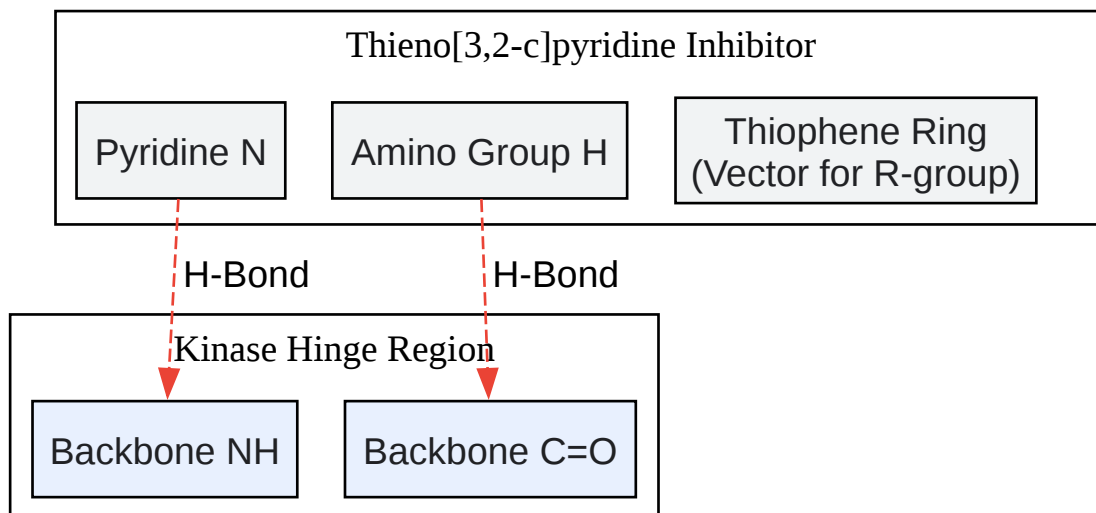 Thieno[3,2-c]pyridine Inhibitor
Pyridine N
Amino Group H
Thiophene Ring
(Vector for R-group)
H-Bond
H-Bond
Kinase Hinge Region
Backbone NH
Backbone C=O